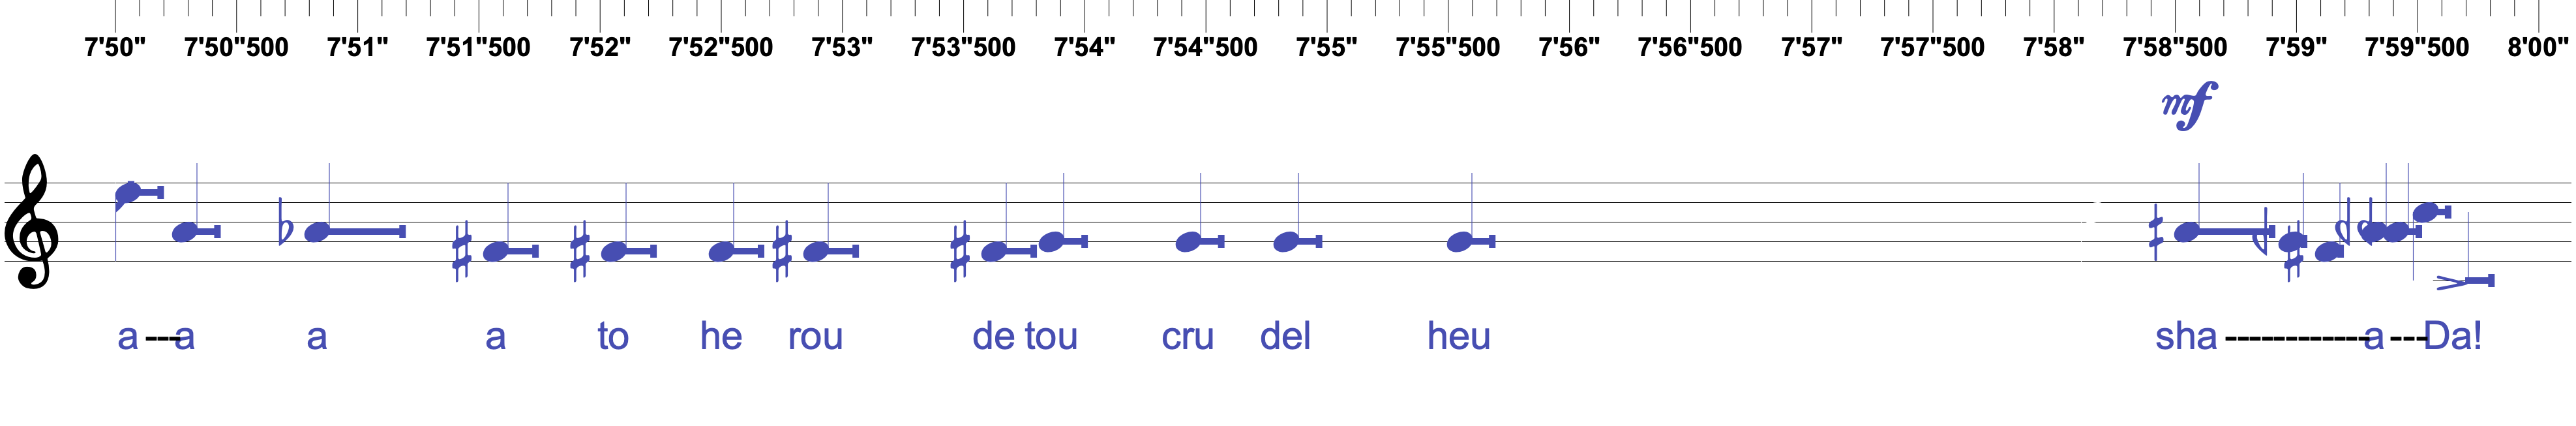 7'50" 7'50"500 7'51" 7'51"500 7'52" 7'52"500 7'53" 7'53"500 7'54" 7'54"500 7'55" 7'55"500 7'56" 7'56"500 7'57" 7'57"500 7'58" 7'58"500 7'59" 7'59"500 8'00"
mf
a---a a a to he rou de tou cru del heu sha------------a---Da!